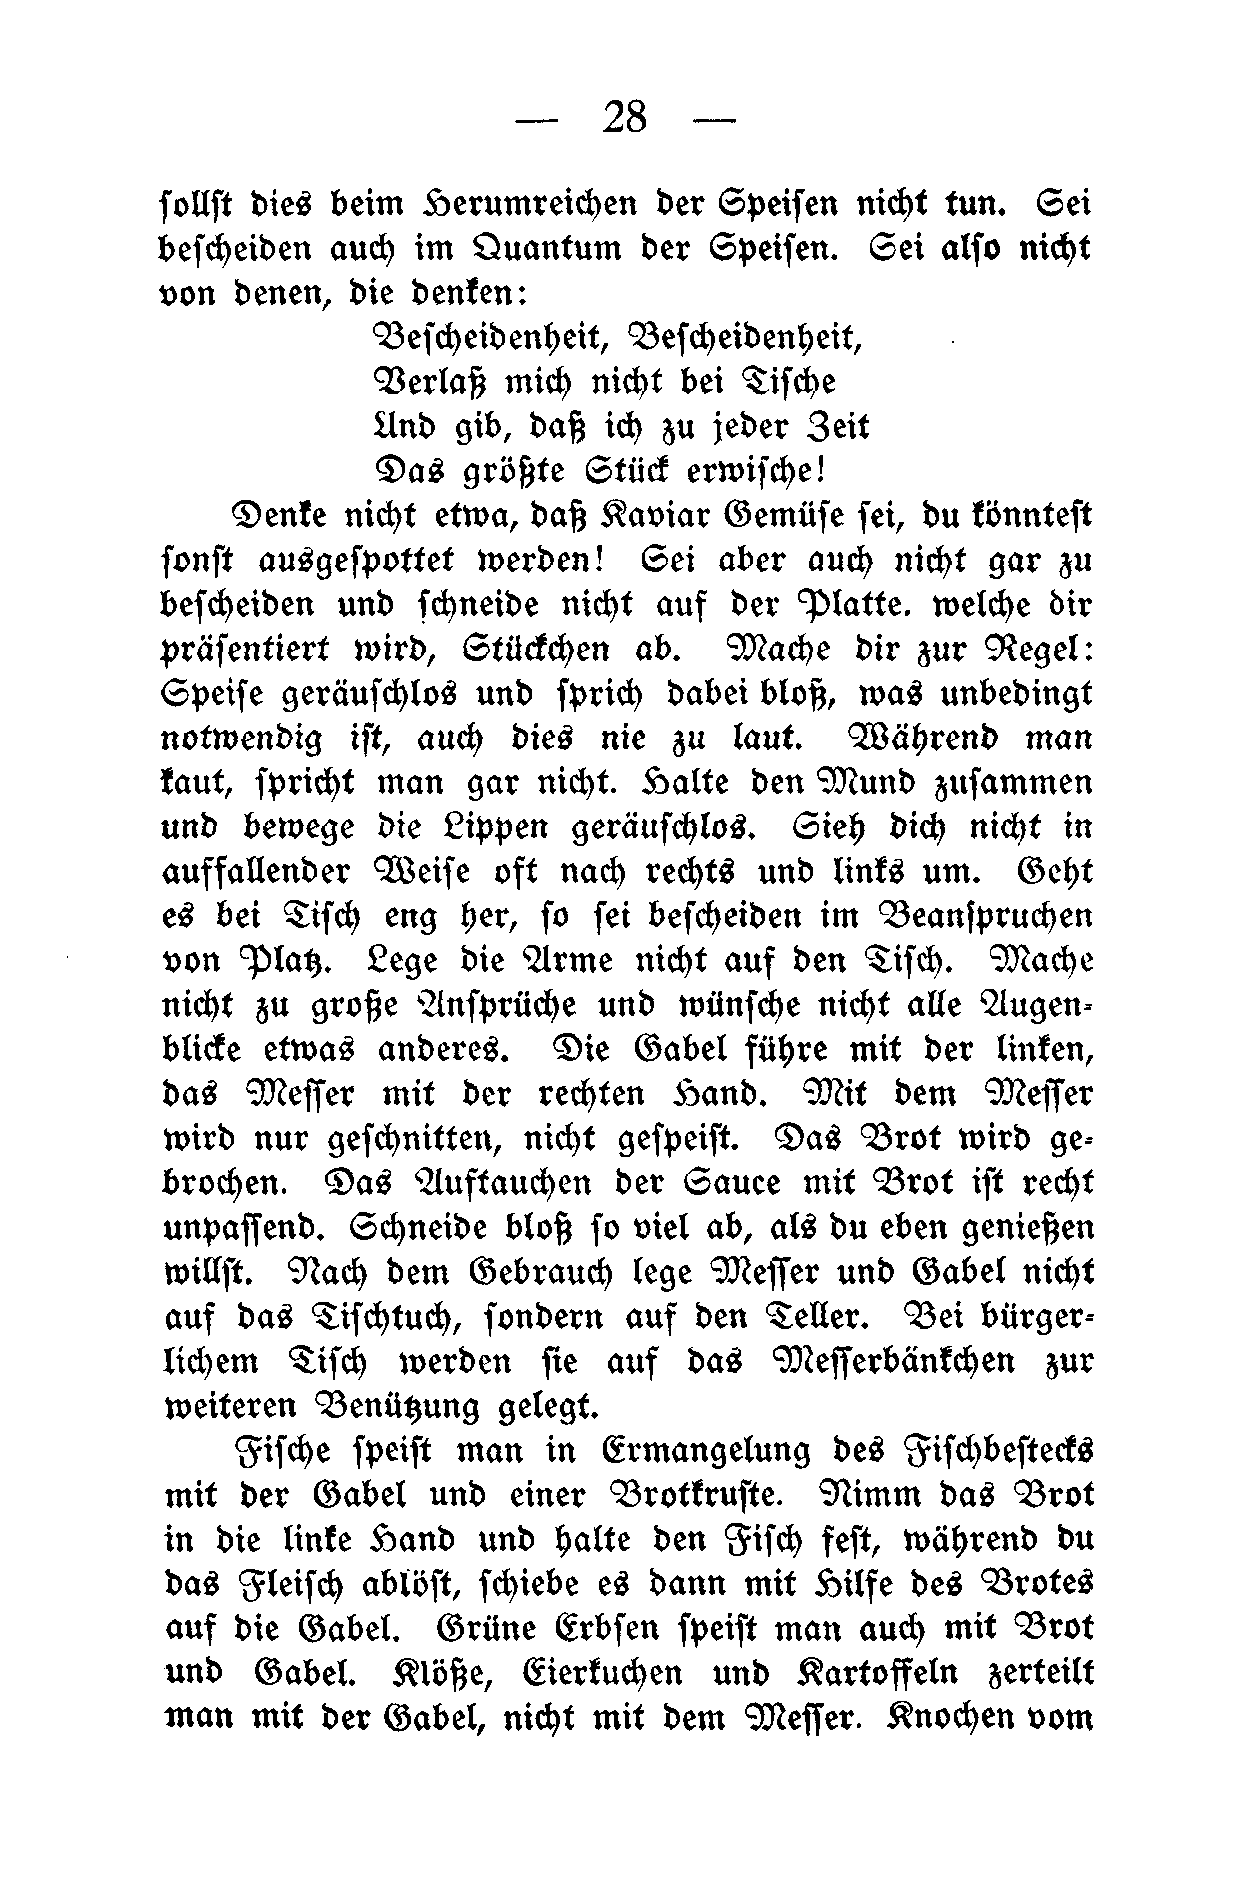 — 28 —
sollst dies beim Herumreichen der Speisen nicht tun. Sei
bescheiden auch im Quantum der Speisen. Sei also nicht
von denen, die denken:
Bescheidenheit, Bescheidenheit,
Verlaß mich nicht bei Tische
Und gib, daß ich zu jeder Zeit
Das größte Stück erwische!
Denke nicht etwa, daß Kaviar Gemüse sei, du könntest
sonst ausgespottet werden! Sei aber auch nicht gar zu
bescheiden und schneide nicht auf der Platte. welche dir
präsentiert wird, Stückchen ab. Mache dir zur Regel:
Speise geräuschlos und sprich dabei bloß, was unbedingt
notwendig ist, auch dies nie zu laut. Während man
kaut, spricht man gar nicht. Halte den Mund zusammen
und bewege die Lippen geräuschlos. Sieh dich nicht in
auffallender Weise oft nach rechts und links um. Geht
es bei Tisch eng her, so sei bescheiden im Beanspruchen
von Platz. Lege die Arme nicht auf den Tisch. Mache
nicht zu große Ansprüche und wünsche nicht alle Augen-
blicke etwas anderes. Die Gabel führe mit der linken,
das Messer mit der rechten Hand. Mit dem Messer
wird nur geschnitten, nicht gespeist. Das Brot wird ge-
brochen. Das Auftauchen der Sauce mit Brot ist recht
unpassend. Schneide bloß so viel ab, als du eben genießen
willst. Nach dem Gebrauch lege Messer und Gabel nicht
auf das Tischtuch, sondern auf den Teller. Bei bürger-
lichem Tisch werden sie auf das Messerbänkchen zur
weiteren Benützung gelegt.
Fische speist man in Ermangelung des Fischbestecks
mit der Gabel und einer Brotkruste. Nimm das Brot
in die linke Hand und halte den Fisch fest, während du
das Fleisch ablöst, schiebe es dann mit Hilfe des Brotes
auf die Gabel. Grüne Erbsen speist man auch mit Brot
und Gabel. Klöße, Eierkuchen und Kartoffeln zerteilt
man mit der Gabel, nicht mit dem Messer. Knochen vom